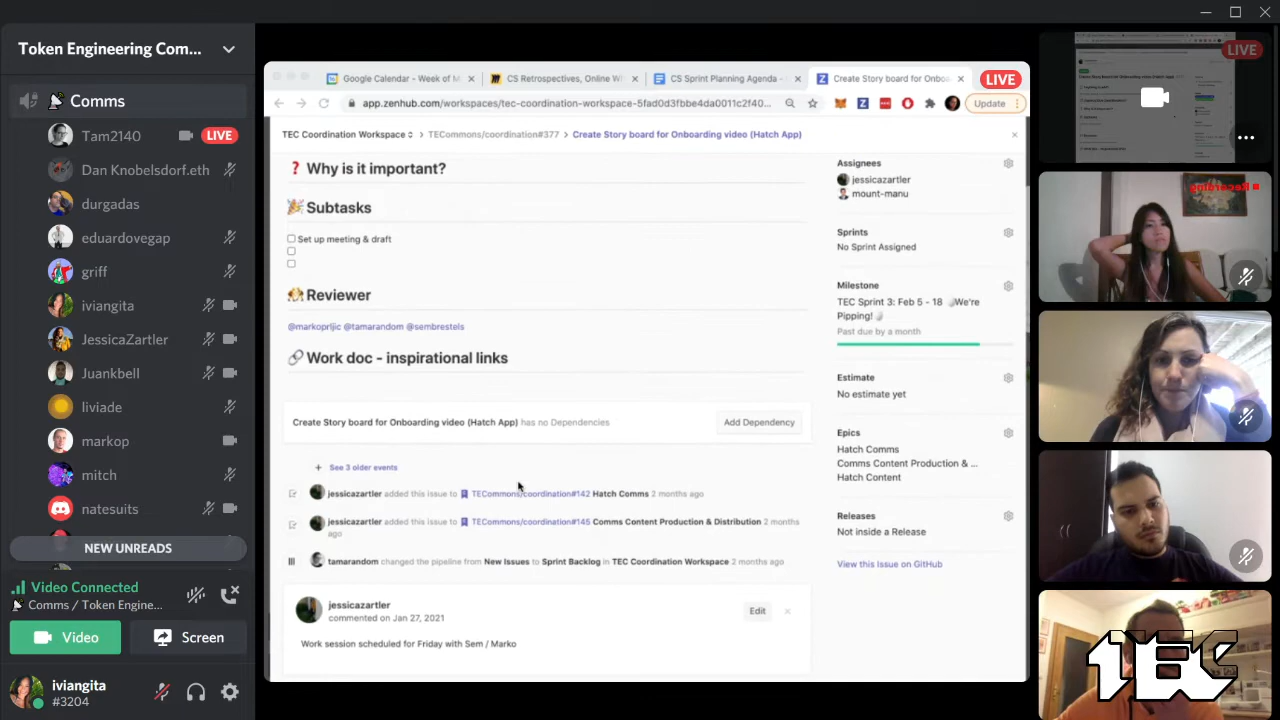 Token Engineering Com...
Comms
Tam2140
LIVE
Dan Knobelsdorf.eth
durgadas
eduardovegap
griff
iviangita
JessicaZartler
Juankbell
liviade
markop
mitch
natesuits
NEW UNREADS
Video Connected
Comms / Token Engine...
Video
Screen
iviangita
#3204
Google Calendar - Week of M
CS Retrospectives, Online W
CS Sprint Planning Agenda -
Create Story board for Onboa
LIVE
app.zenhub.com/workspaces/tec-coordination-workspace-5fad0d3fbbe4da0011c2f40...
Update
TEC Coordination Workspace
TECommons/coordination#377
Create Story board for Onboarding video (Hatch App)
Why is it important?
Subtasks
Set up meeting & draft
Reviewer
@markoprljic @tamarandom @sembrestels
Work doc - inspirational links
Create Story board for Onboarding video (Hatch App) has no Dependencies
Add Dependency
See 3 older events
jessicazartler added this issue to TECommons/coordination#142 Hatch Comms 2 months ago
jessicazartler added this issue to TECommons/coordination#145 Comms Content Production & Distribution 2 months
ago
tamarandom changed the pipeline from New Issues to Sprint Backlog in TEC Coordination Workspace 2 months ago
jessicazartler
commented on Jan 27, 2021
Edit
Work session scheduled for Friday with Sem / Marko
Assignees
jessicazartler
mount-manu
Sprints
No Sprint Assigned
Milestone
TEC Sprint 3: Feb 5 - 18 We're
Pipping!
Past due by a month
Estimate
No estimate yet
Epics
Hatch Comms
Comms Content Production & ...
Hatch Content
Releases
Not inside a Release
View this Issue on GitHub
LIVE
Recording
TEC